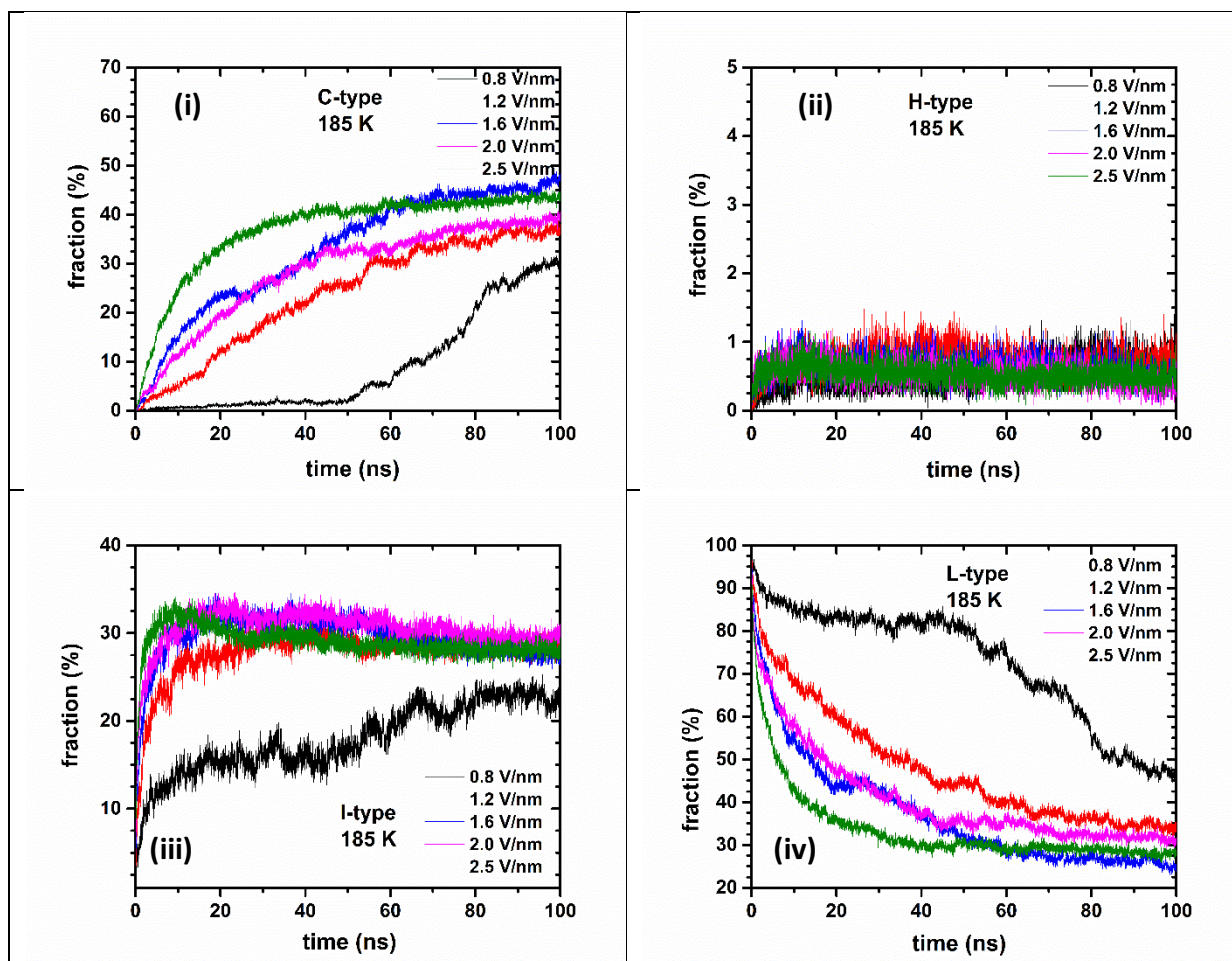 (i)
C-type
185 K
0.8 V/nm
1.2 V/nm
1.6 V/nm
2.0 V/nm
2.5 V/nm
70
60
50
40
30
20
10
0
fraction (%)
0 20 40 60 80 100
time (ns)
(ii)
H-type
185 K
0.8 V/nm
1.2 V/nm
1.6 V/nm
2.0 V/nm
2.5 V/nm
5
4
3
2
1
0
fraction (%)
0 20 40 60 80 100
time (ns)
40
30
20
10
fraction (%)
(iii)
I-type
185 K
0.8 V/nm
1.2 V/nm
1.6 V/nm
2.0 V/nm
2.5 V/nm
0 20 40 60 80 100
time (ns)
100
90
80
70
60
50
40
30
20
fraction (%)
L-type
185 K
0.8 V/nm
1.2 V/nm
1.6 V/nm
2.0 V/nm
2.5 V/nm
(iv)
0 20 40 60 80 100
time (ns)